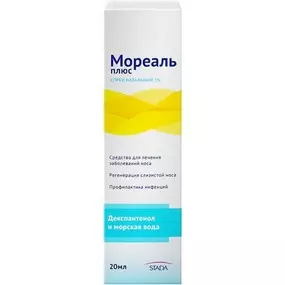 Мореаль
плюс
СПРЕЙ НАЗАЛЬНЫЙ 1%
Средства для лечения
заболеваний носа
Регенерация слизистой носа
Профилактика инфекций
Декспантенол
и морская вода
20мл
STADA